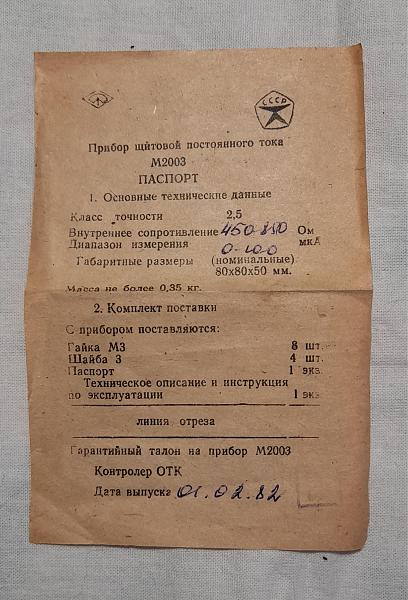 СССР
Прибор щитовой постоянного тока
М2003
ПАСПОРТ
1. Основные технические данные
Класс точности 2,5
Внутреннее сопротивление 450-850 Ом
Диапазон измерения 0-100 мкА
Габаритные размеры (номинальные)
80х80х50 мм.
Масса не более 0,35 кг.
2. Комплект поставки
С прибором поставляются:
Гайка М3 8 шт.
Шайба 3 4 шт.
Паспорт 1 экз.
Техническое описание и инструкция
по эксплуатации 1 экз.
линия отреза
Гарантийный талон на прибор М2003
Контролер ОТК
Дата выпуска 01.02.82